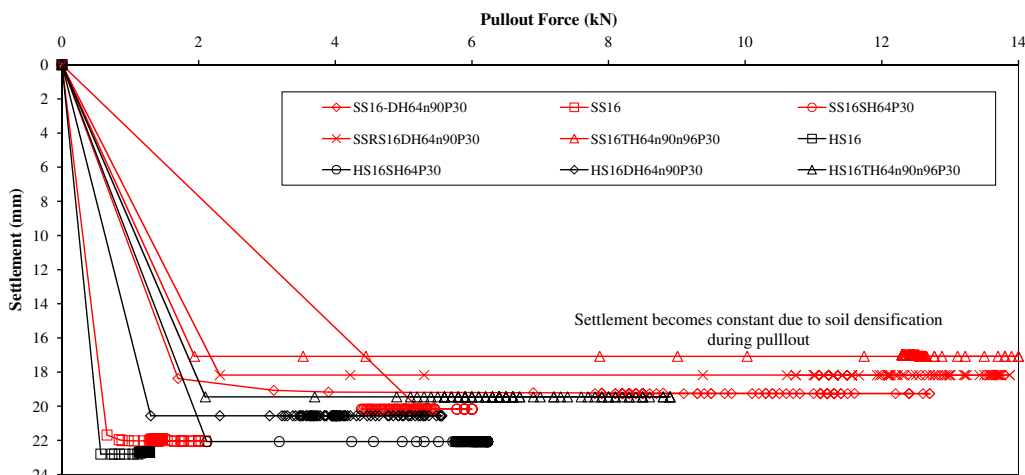 Pullout Force (kN)
0 2 4 6 8 10 12 14
0
2
4
6
8
10
12
14
16
18
20
22
24
Settlement (mm)
SS16-DH64n90P30 SS16 SS16SH64P30
SSRS16DH64n90P30 SS16TH64n90n96P30 HS16
HS16SH64P30 HS16DH64n90P30 HS16TH64n90n96P30
Settlement becomes constant due to soil densification
during pulllout